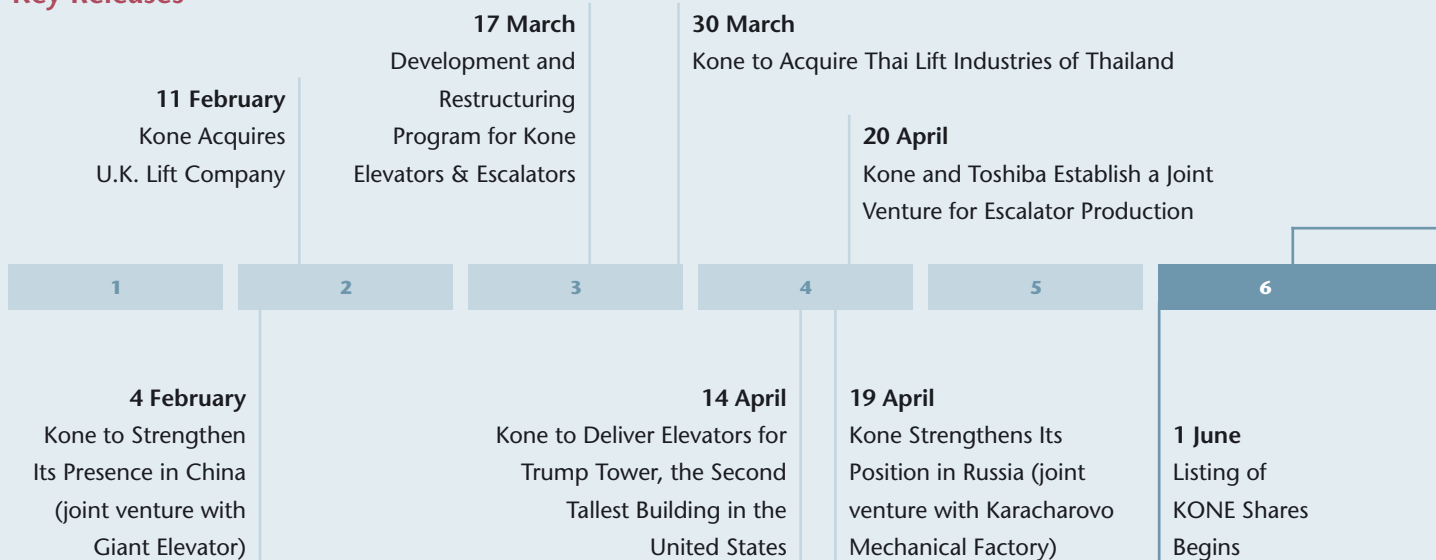 Key Releases
17 March
Development and
Restructuring
Program for Kone
Elevators & Escalators
30 March
Kone to Acquire Thai Lift Industries of Thailand
11 February
Kone Acquires
U.K. Lift Company
20 April
Kone and Toshiba Establish a Joint
Venture for Escalator Production
1 2 3 4 5 6
4 February
Kone to Strengthen
Its Presence in China
(joint venture with
Giant Elevator)
14 April
Kone to Deliver Elevators for
Trump Tower, the Second
Tallest Building in the
United States
19 April
Kone Strengthens Its
Position in Russia (joint
venture with Karacharovo
Mechanical Factory)
1 June
Listing of
KONE Shares
Begins